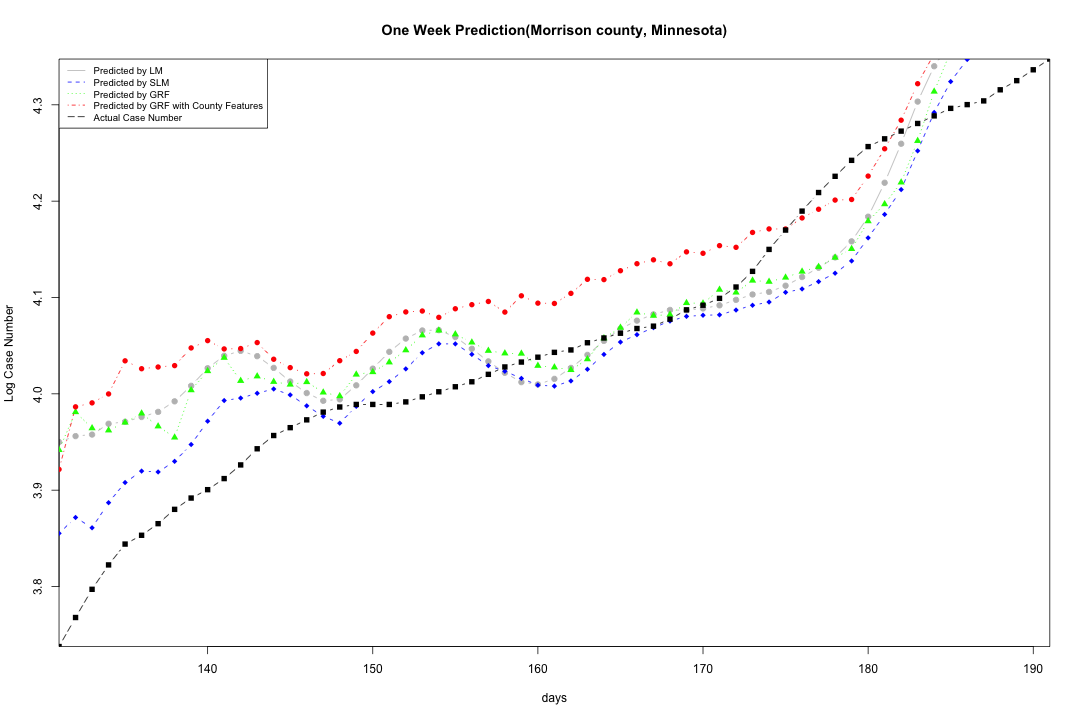 One Week Prediction(Morrison county, Minnesota)
Predicted by LM
Predicted by SLM
Predicted by GRF
Predicted by GRF with County Features
Actual Case Number
4.3
4.2
4.1
4.0
3.9
3.8
Log Case Number
140 150 160 170 180 190
days